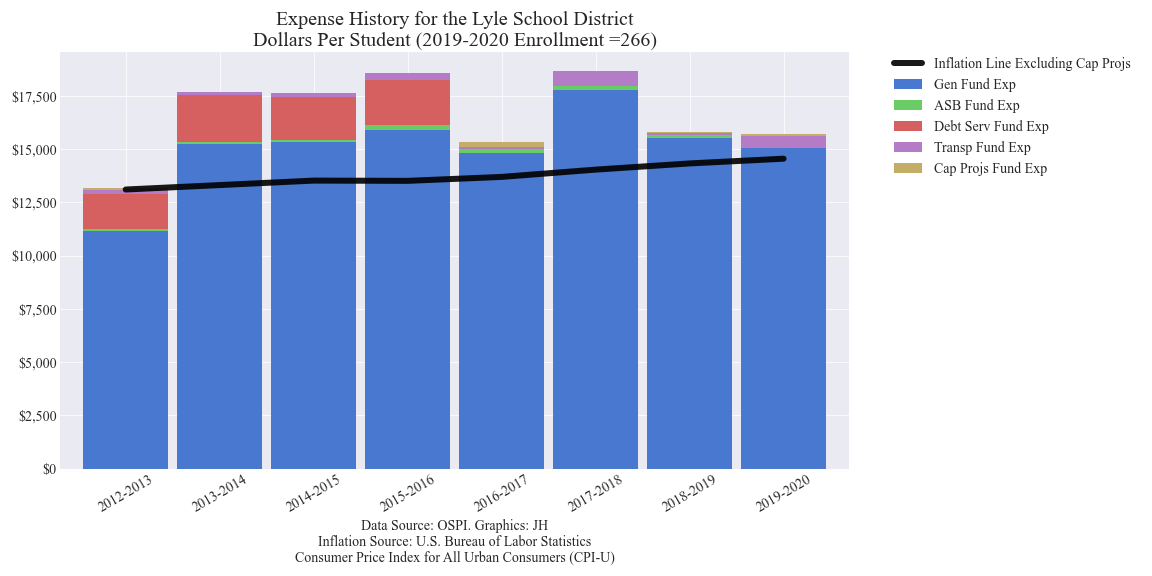 Expense History for the Lyle School District
Dollars Per Student (2019-2020 Enrollment =266)
Inflation Line Excluding Cap Projs
Gen Fund Exp
ASB Fund Exp
Debt Serv Fund Exp
Transp Fund Exp
Cap Projs Fund Exp
$17,500
$15,000
$12,500
$10,000
$7,500
$5,000
$2,500
$0
2012-2013
2013-2014
2014-2015
2015-2016
2016-2017
2017-2018
2018-2019
2019-2020
Data Source: OSPI. Graphics: JH
Inflation Source: U.S. Bureau of Labor Statistics
Consumer Price Index for All Urban Consumers (CPI-U)